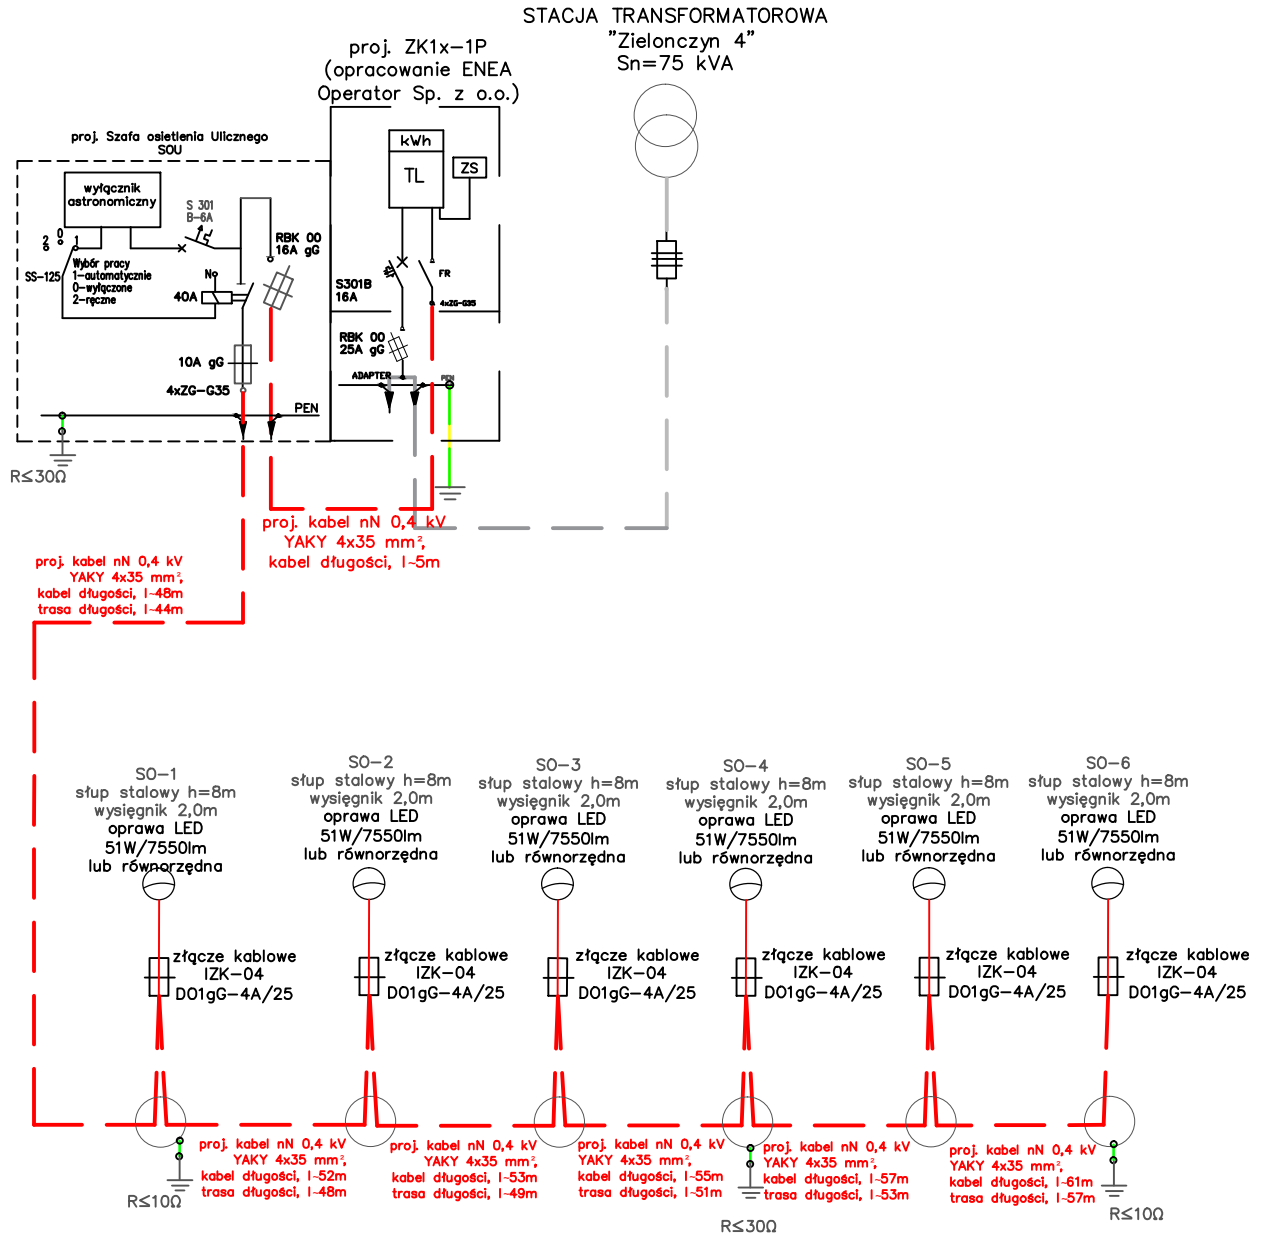 STACJA TRANSFORMATOROWA
"Zielonczyn 4"
Sn=75 kVA
proj. ZK1x-1P
(opracowanie ENEA
Operator Sp. z o.o.)
proj. Szafa osietlenia Ulicznego
SOU
kWh
TL
ZS
wyłącznik
astronomiczny
S 301
B-6A
2
0
1
Wybór pracy
1-automatycznie
0-wyłączone
2-ręczne
SS-125
N
40A
RBK 00
16A gG
S301B
16A
FR
4xZG-G35
RBK 00
25A gG
10A gG
4xZG-G35
ADAPTER
PEN
PEN
R≤30Ω
proj. kabel nN 0,4 kV
YAKY 4x35 mm²,
kabel długości, l~5m
proj. kabel nN 0,4 kV
YAKY 4x35 mm²,
kabel długości, l~48m
trasa długości, l~44m
SO-1
słup stalowy h=8m
wysięgnik 2,0m
oprawa LED
51W/7550lm
lub równorzędna
SO-2
słup stalowy h=8m
wysięgnik 2,0m
oprawa LED
51W/7550lm
lub równorzędna
SO-3
słup stalowy h=8m
wysięgnik 2,0m
oprawa LED
51W/7550lm
lub równorzędna
SO-4
słup stalowy h=8m
wysięgnik 2,0m
oprawa LED
51W/7550lm
lub równorzędna
SO-5
słup stalowy h=8m
wysięgnik 2,0m
oprawa LED
51W/7550lm
lub równorzędna
SO-6
słup stalowy h=8m
wysięgnik 2,0m
oprawa LED
51W/7550lm
lub równorzędna
złącze kablowe
IZK-04
D01gG-4A/25
złącze kablowe
IZK-04
D01gG-4A/25
złącze kablowe
IZK-04
D01gG-4A/25
złącze kablowe
IZK-04
D01gG-4A/25
złącze kablowe
IZK-04
D01gG-4A/25
złącze kablowe
IZK-04
D01gG-4A/25
proj. kabel nN 0,4 kV
YAKY 4x35 mm²,
kabel długości, l~52m
trasa długości, l~48m
proj. kabel nN 0,4 kV
YAKY 4x35 mm²,
kabel długości, l~53m
trasa długości, l~49m
proj. kabel nN 0,4 kV
YAKY 4x35 mm²,
kabel długości, l~55m
trasa długości, l~51m
proj. kabel nN 0,4 kV
YAKY 4x35 mm²,
kabel długości, l~57m
trasa długości, l~53m
proj. kabel nN 0,4 kV
YAKY 4x35 mm²,
kabel długości, l~61m
trasa długości, l~57m
R≤10Ω
R≤30Ω
R≤10Ω